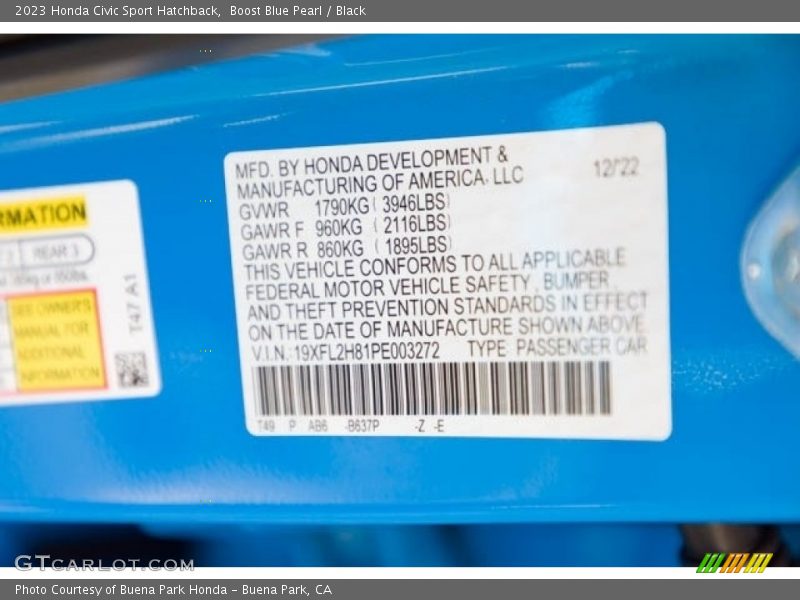 2023 Honda Civic Sport Hatchback, Boost Blue Pearl / Black
MFD. BY HONDA DEVELOPMENT &
MANUFACTURING OF AMERICA, LLC
12/22
GVWR 1790KG ( 3946LBS)
GAWR F 960KG ( 2116LBS)
GAWR R 860KG ( 1895LBS)
THIS VEHICLE CONFORMS TO ALL APPLICABLE
FEDERAL MOTOR VEHICLE SAFETY, BUMPER,
AND THEFT PREVENTION STANDARDS IN EFFECT
ON THE DATE OF MANUFACTURE SHOWN ABOVE.
V.I.N.:19XFL2H81PE003272 TYPE: PASSENGER CAR
T49 P AB6 -B637P -Z -E
RMATION
REAR 3
SEE OWNER'S
MANUAL FOR
ADDITIONAL
INFORMATION
T47 A1
GTcarlot.com
Photo Courtesy of Buena Park Honda – Buena Park, CA